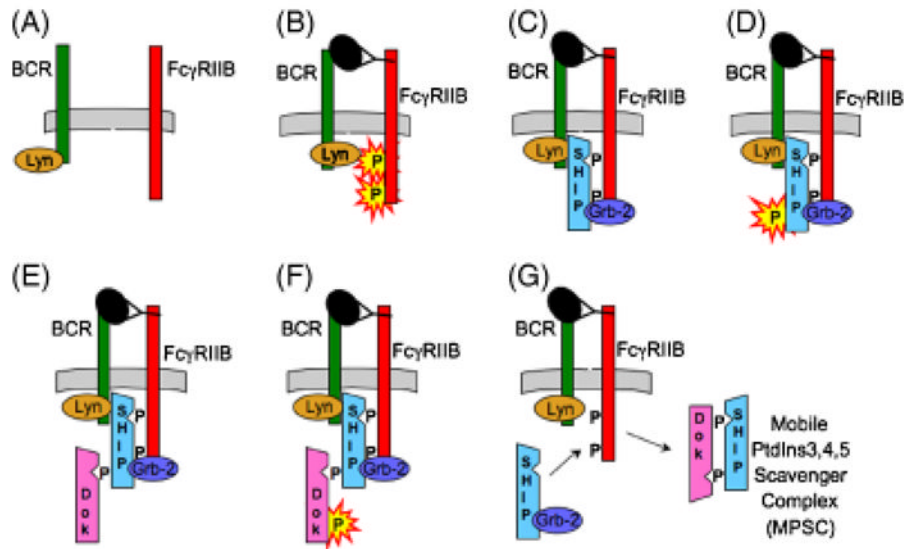 (A)
BCR
FcγRIIB
Lyn
(B)
BCR
FcγRIIB
Lyn
P
P
(C)
BCR
FcγRIIB
Lyn
SHIP
P
P
Grb-2
(D)
BCR
FcγRIIB
Lyn
SHIP
P
P
P
Grb-2
(E)
BCR
FcγRIIB
Lyn
SHIP
P
P
P
Grb-2
Dok
(F)
BCR
FcγRIIB
Lyn
SHIP
P
P
P
Grb-2
Dok
P
(G)
BCR
FcγRIIB
Lyn
P
P
SHIP
Grb-2
Dok
P
P
SHIP
Mobile
PtdIns3,4,5
Scavenger
Complex
(MPSC)